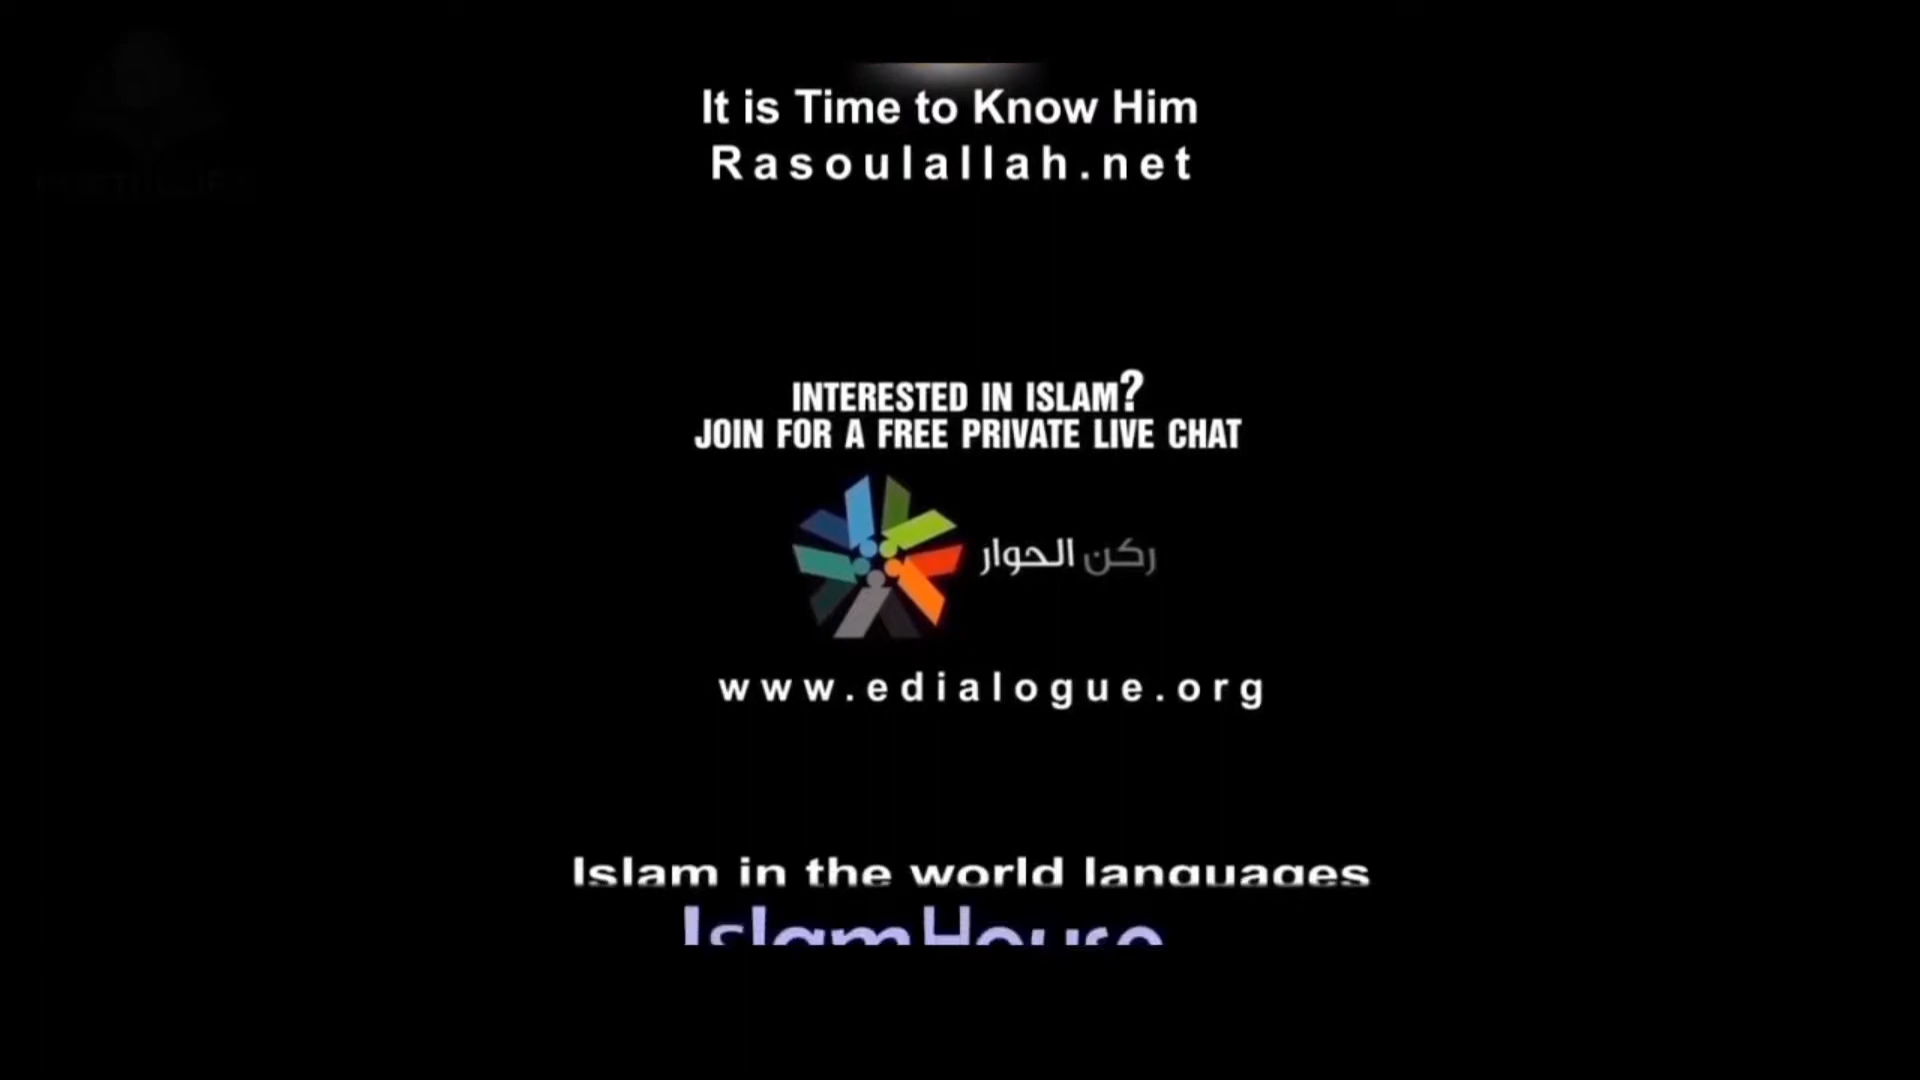 It is Time to Know Him
Rasoulallah.net
INTERESTED IN ISLAM?
JOIN FOR A FREE PRIVATE LIVE CHAT
ركن الحوار
www.edialogue.org
Islam in the world languages
IslamHouse